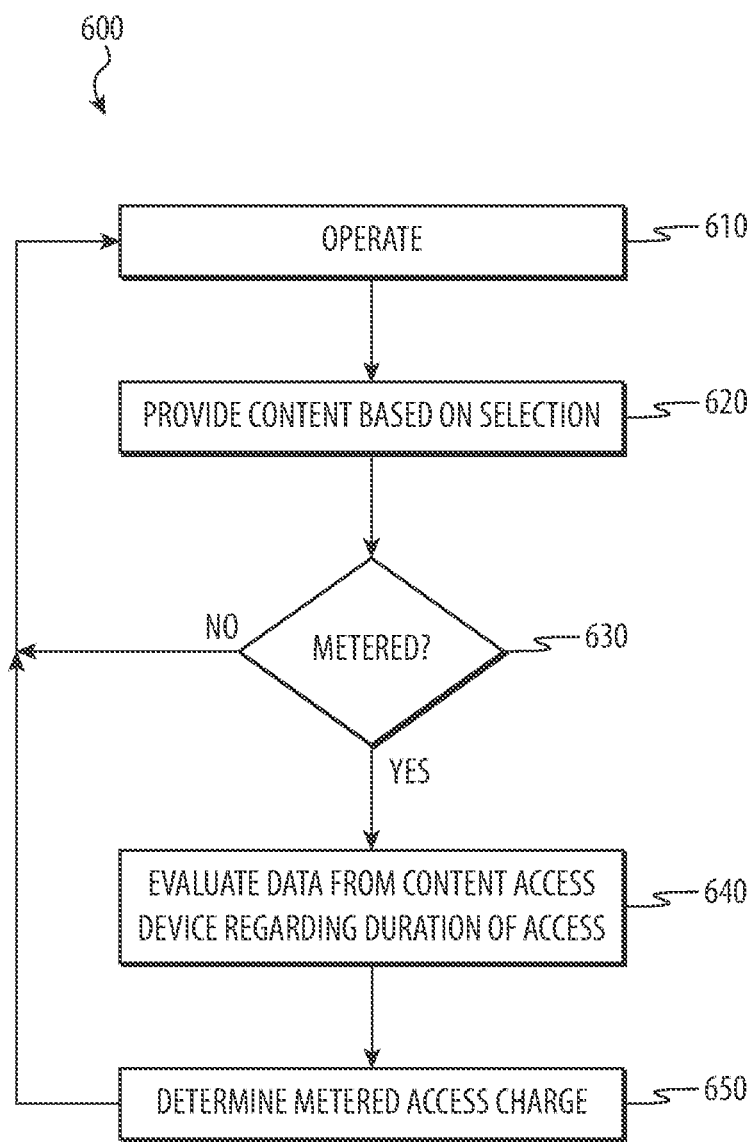 600
OPERATE
610
PROVIDE CONTENT BASED ON SELECTION
620
NO
METERED?
630
YES
EVALUATE DATA FROM CONTENT ACCESS
DEVICE REGARDING DURATION OF ACCESS
640
DETERMINE METERED ACCESS CHARGE
650